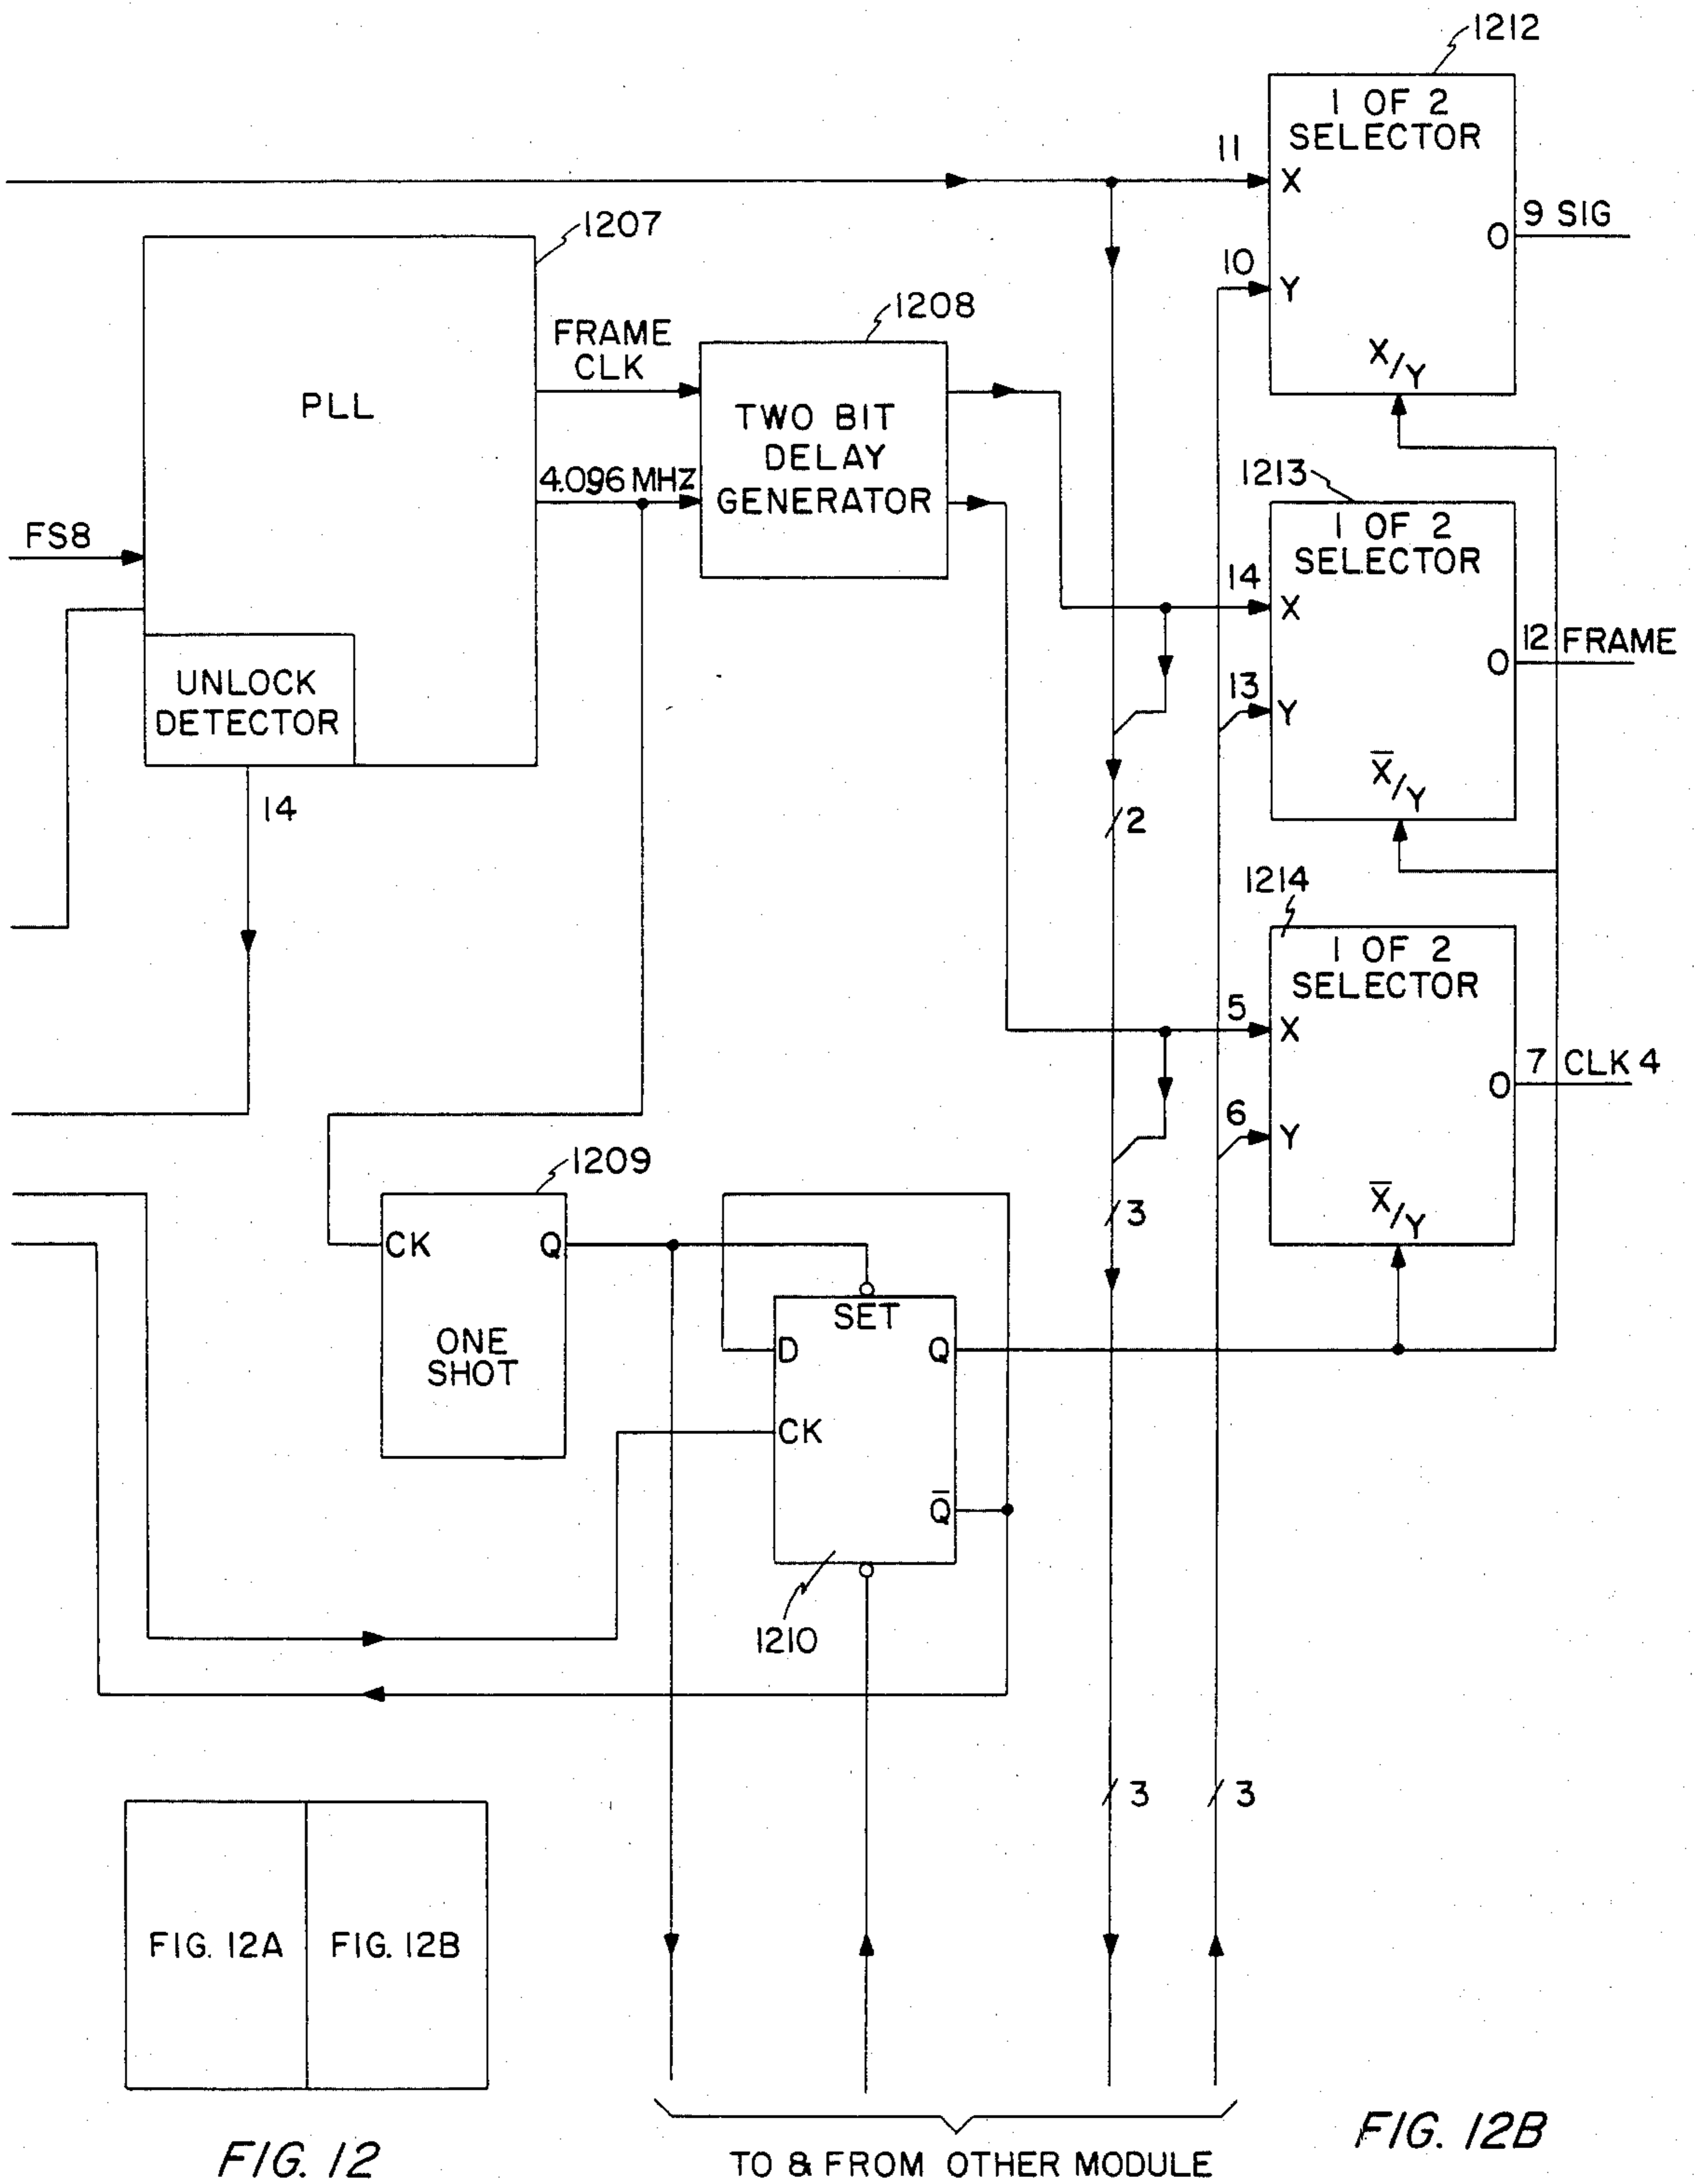 1212
1 OF 2
SELECTOR
11
X
9 SIG
O
10
Y
X/Y
1207
PLL
FRAME
CLK
4.096 MHZ
FS8
UNLOCK
DETECTOR
14
1208
TWO BIT
DELAY
GENERATOR
1213
1 OF 2
SELECTOR
14
X
12 FRAME
O
13
Y
X̅/Y
2
1214
1 OF 2
SELECTOR
5
X
7 CLK 4
O
6
Y
X̅/Y
3
1209
CK
Q
ONE
SHOT
SET
D
Q
CK
Q̅
1210
3
3
FIG. 12A
FIG. 12B
FIG. 12
TO & FROM OTHER MODULE
FIG. 12B